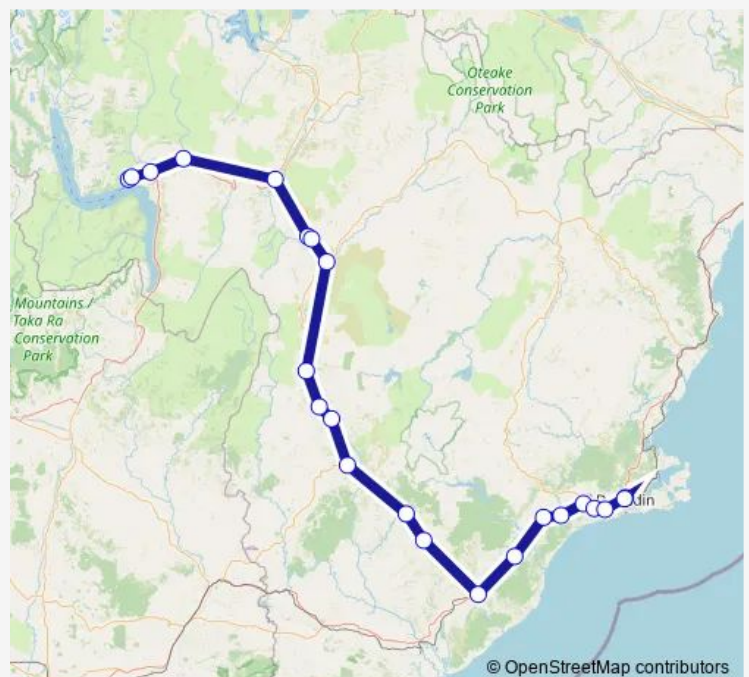 Oteake
Conservation
Park
Mountains /
Taka Ra
Conservation
Park
© OpenStreetMap contributors